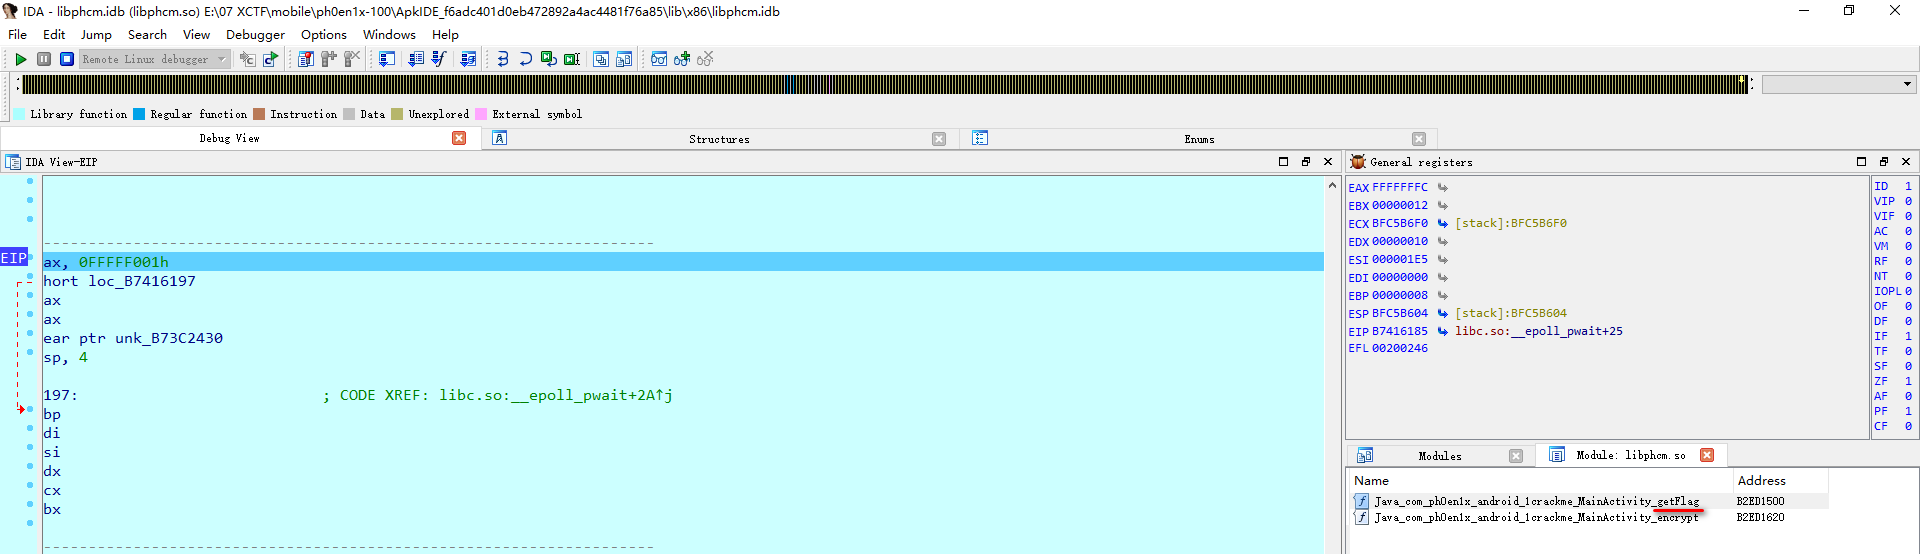 IDA - libphcm.idb (libphcm.so) E:\07 XCTF\mobile\ph0en1x-100\ApkIDE_f6adc401d0eb472892a4ac4481f76a85\lib\x86\libphcm.idb
File Edit Jump Search View Debugger Options Windows Help
Remote Linux debugger
Library function Regular function Instruction Data Unexplored External symbol
Debug View Structures Enums
IDA View-EIP
EIP
ax, 0FFFFF001h
hort loc_B7416197
ax
ax
ear ptr unk_B73C2430
sp, 4
197: ; CODE XREF: libc.so:__epoll_pwait+2A↑j
bp
di
si
dx
cx
bx
General registers
EAX FFFFFFFC
EBX 00000012
ECX BFC5B6F0 [stack]:BFC5B6F0
EDX 00000010
ESI 000001E5
EDI 00000000
EBP 00000008
ESP BFC5B604 [stack]:BFC5B604
EIP B7416185 libc.so:__epoll_pwait+25
EFL 00200246
ID 1
VIP 0
VIF 0
AC 0
VM 0
RF 0
NT 0
IOPL 0
OF 0
DF 0
IF 1
TF 0
SF 0
ZF 1
AF 0
PF 1
CF 0
Modules Module: libphcm.so
Name Address
Java_com_ph0en1x_android_1crackme_MainActivity_getFlag B2ED1500
Java_com_ph0en1x_android_1crackme_MainActivity_encrypt B2ED1620